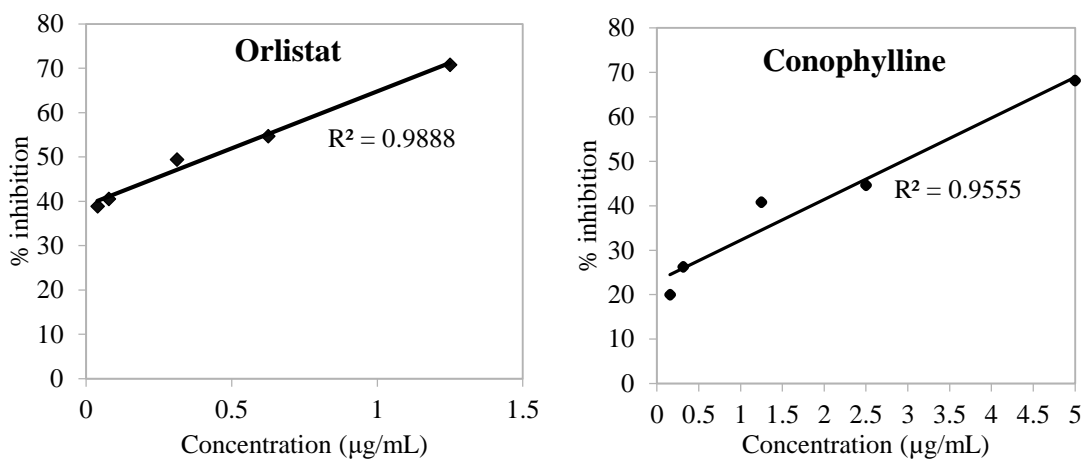 Orlistat
% inhibition
80
70
60
50
40
30
20
10
0
R² = 0.9888
0 0.5 1 1.5
Concentration (µg/mL)
Conophylline
% inhibition
80
70
60
50
40
30
20
10
0
R² = 0.9555
0 0.5 1 1.5 2 2.5 3 3.5 4 4.5 5
Concentration (µg/mL)